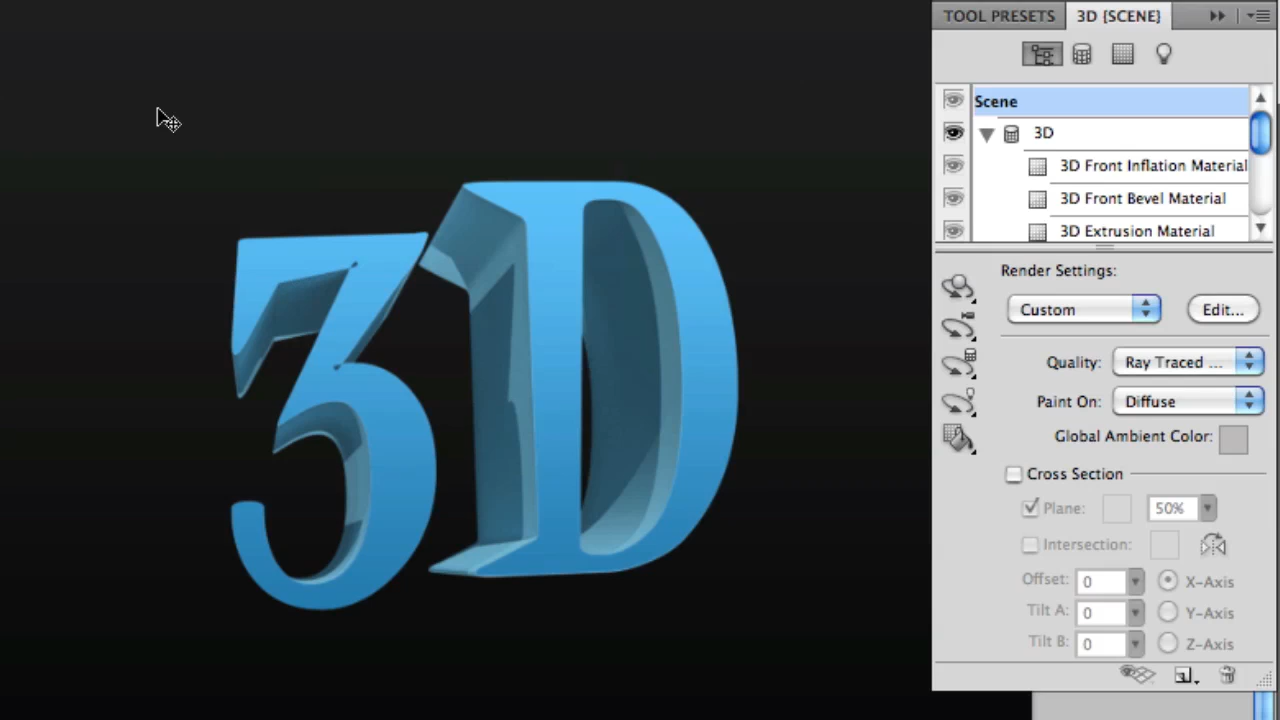 TOOL PRESETS
3D {SCENE}
Scene
3D
3D Front Inflation Material
3D Front Bevel Material
3D Extrusion Material
3D
Render Settings:
Custom
Edit...
Quality: Ray Traced ...
Paint On: Diffuse
Global Ambient Color:
Cross Section
Plane: 50%
Intersection:
Offset: 0 X-Axis
Tilt A: 0 Y-Axis
Tilt B: 0 Z-Axis